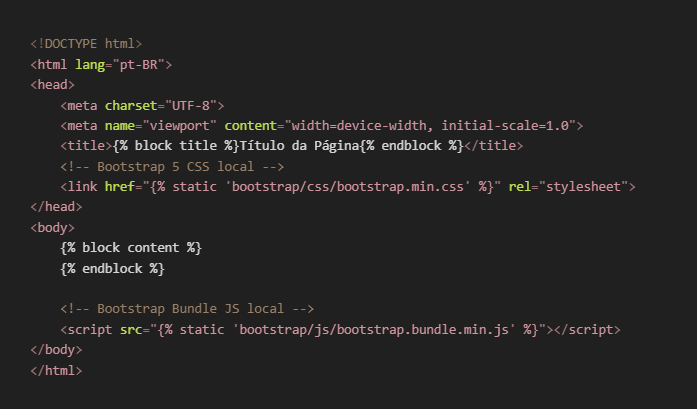 <!DOCTYPE html>
<html lang="pt-BR">
<head>
    <meta charset="UTF-8">
    <meta name="viewport" content="width=device-width, initial-scale=1.0">
    <title>{% block title %}Título da Página{% endblock %}</title>
    <!-- Bootstrap 5 CSS local -->
    <link href="{% static 'bootstrap/css/bootstrap.min.css' %}" rel="stylesheet">
</head>
<body>
    {% block content %}
    {% endblock %}

    <!-- Bootstrap Bundle JS local -->
    <script src="{% static 'bootstrap/js/bootstrap.bundle.min.js' %}"></script>
</body>
</html>